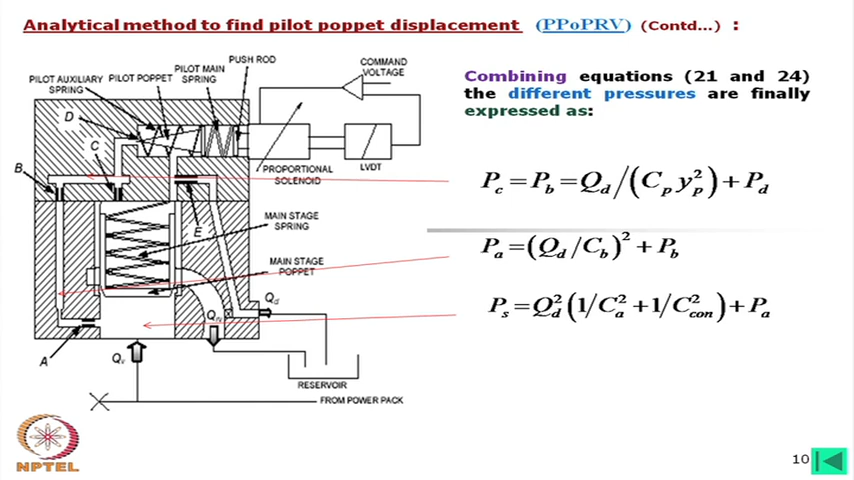 Analytical method to find pilot poppet displacement (PPoPRV) (Contd...) :
PUSH ROD
PILOT MAIN SPRING
PILOT POPPET
PILOT AUXILIARY SPRING
COMMAND VOLTAGE
D
C
B
PROPORTIONAL SOLENOID
LVDT
E
MAIN STAGE SPRING
MAIN STAGE POPPET
Q_d
A
Q_v
RESERVOIR
FROM POWER PACK
Combining equations (21 and 24)
the different pressures are finally
expressed as:
P_c = P_b = Q_d / (C_p y_p^2) + P_d
P_a = (Q_d / C_b)^2 + P_b
P_s = Q_d^2 (1/C_a^2 + 1/C_con^2) + P_a
NPTEL
10